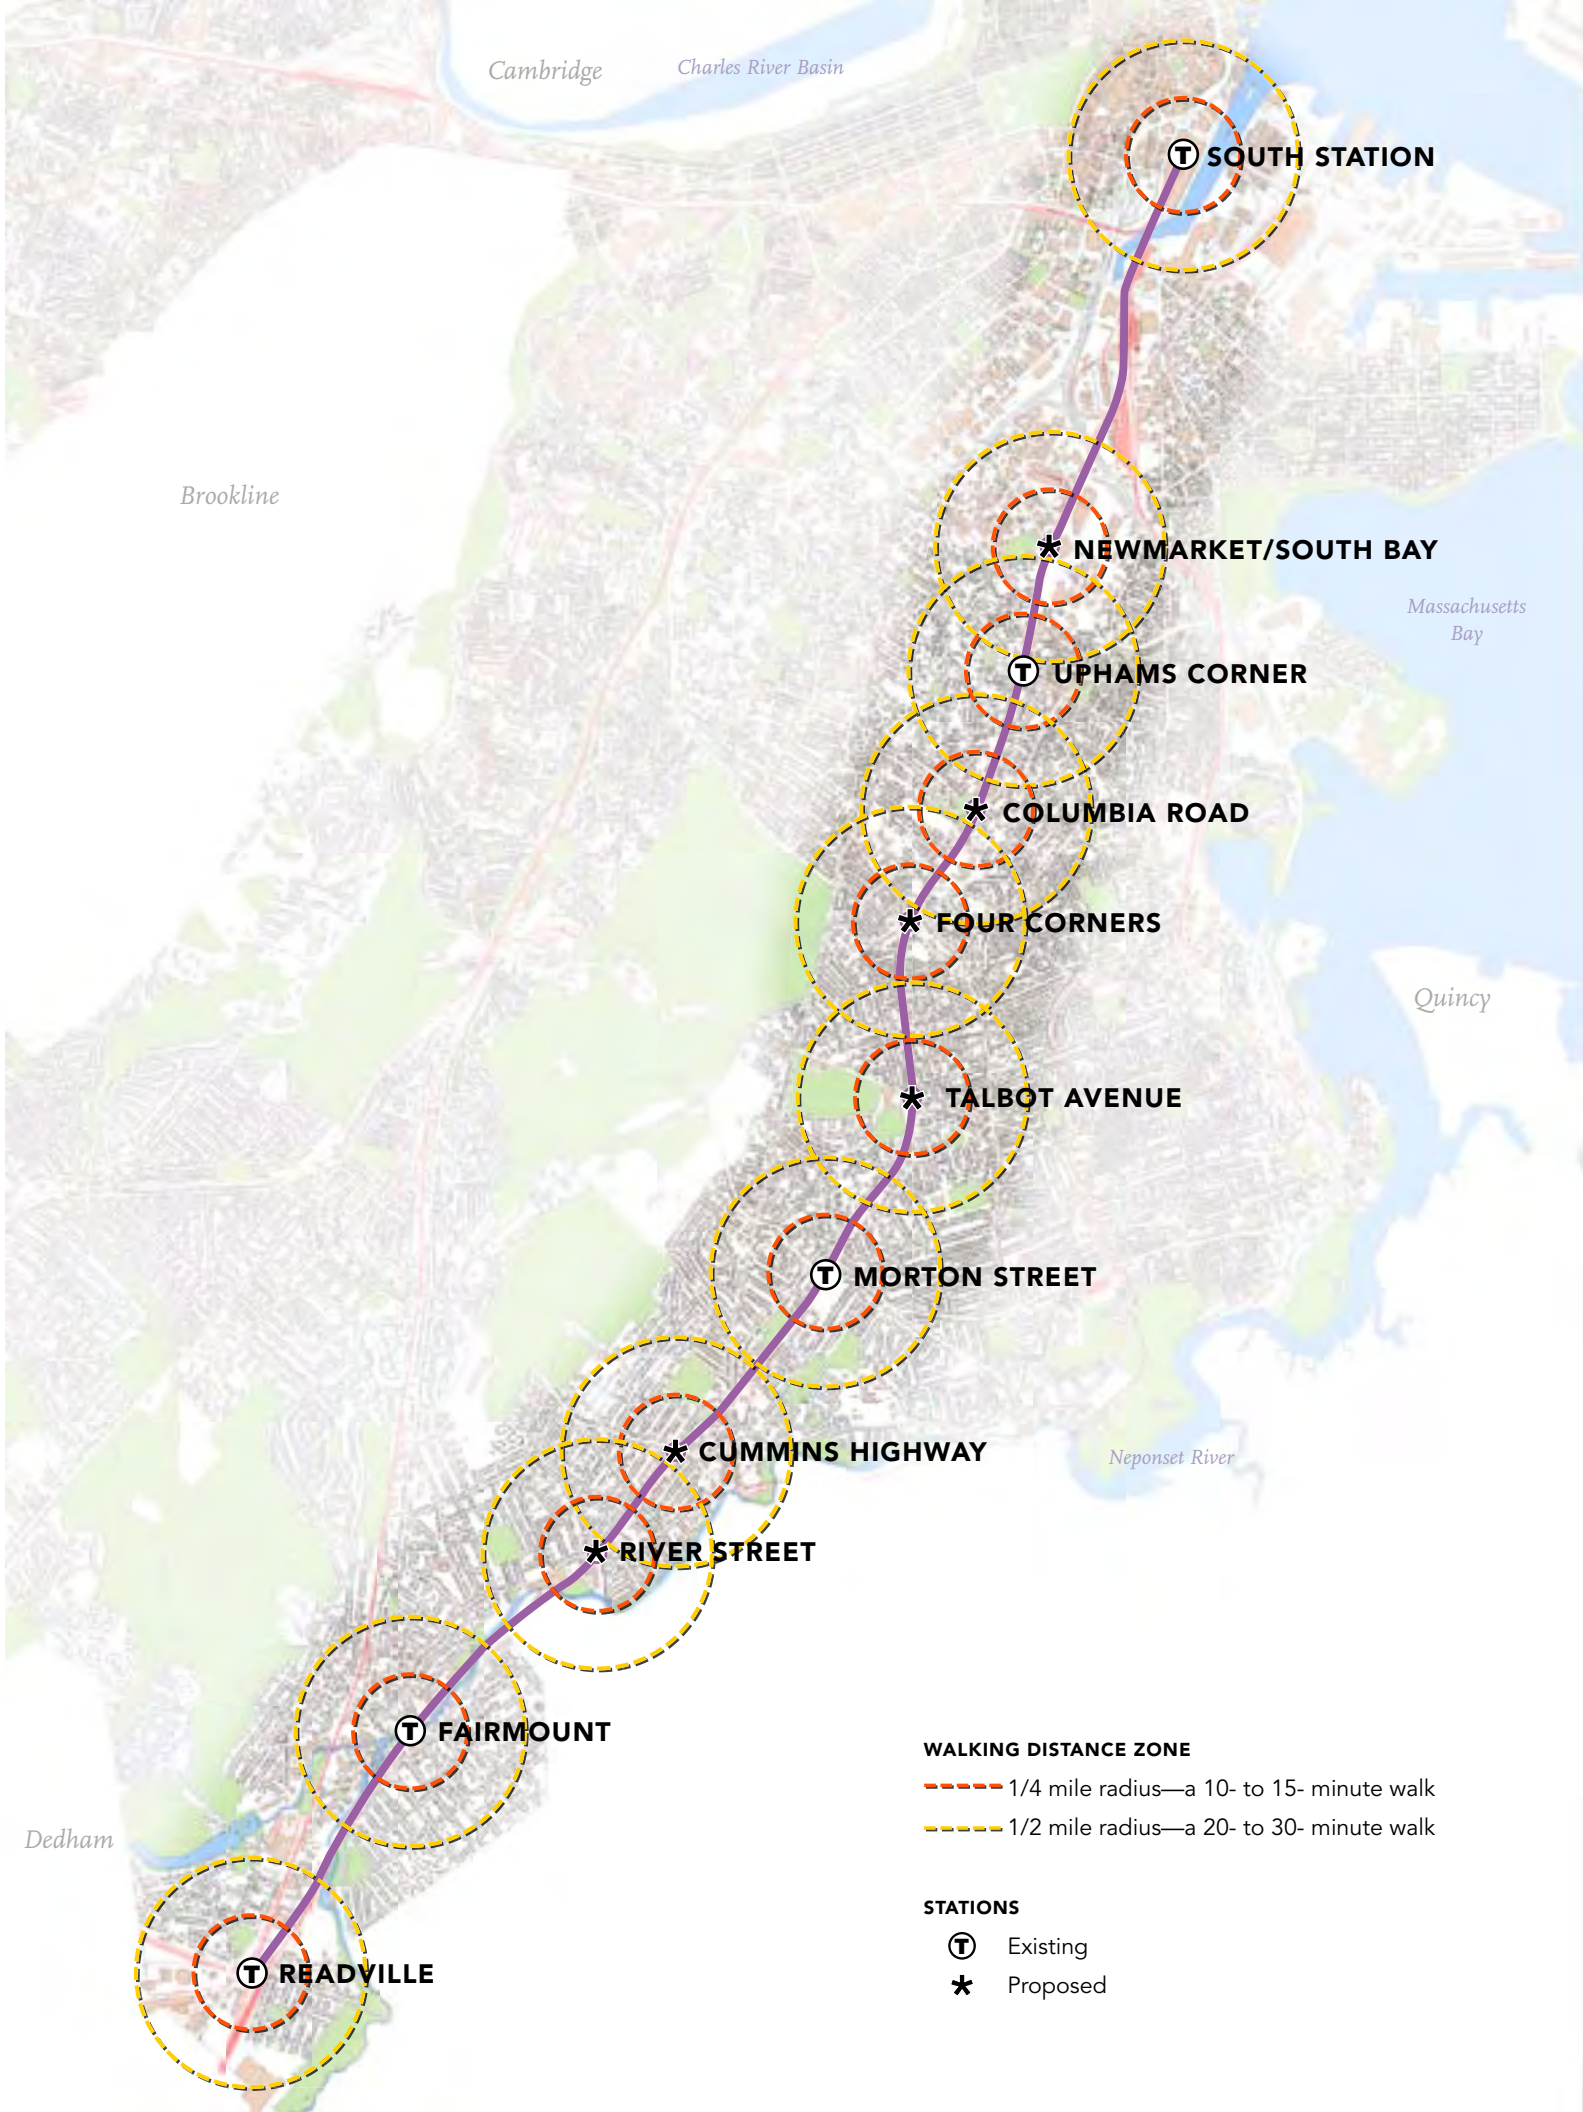 Cambridge
Charles River Basin
SOUTH STATION
Brookline
NEWMARKET/SOUTH BAY
Massachusetts
Bay
UPHAMS CORNER
COLUMBIA ROAD
FOUR CORNERS
Quincy
TALBOT AVENUE
MORTON STREET
CUMMINS HIGHWAY
Neponset River
RIVER STREET
FAIRMOUNT
WALKING DISTANCE ZONE
1/4 mile radius—a 10- to 15- minute walk
1/2 mile radius—a 20- to 30- minute walk
Dedham
STATIONS
T Existing
Proposed
READVILLE